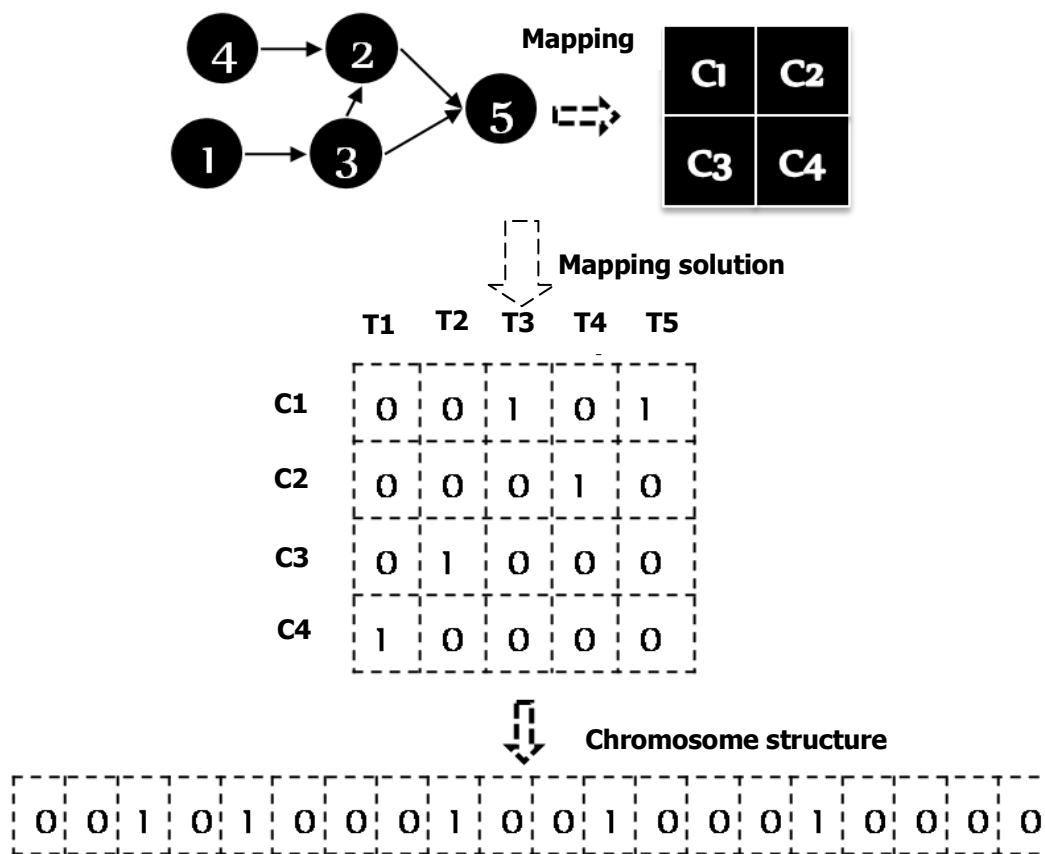 4 2 Mapping C1 C2
5
1 3 C3 C4
Mapping solution
T1 T2 T3 T4 T5
C1 0 0 1 0 1
C2 0 0 0 1 0
C3 0 1 0 0 0
C4 1 0 0 0 0
Chromosome structure
0 0 1 0 1 0 0 0 1 0 0 1 0 0 0 1 0 0 0 0